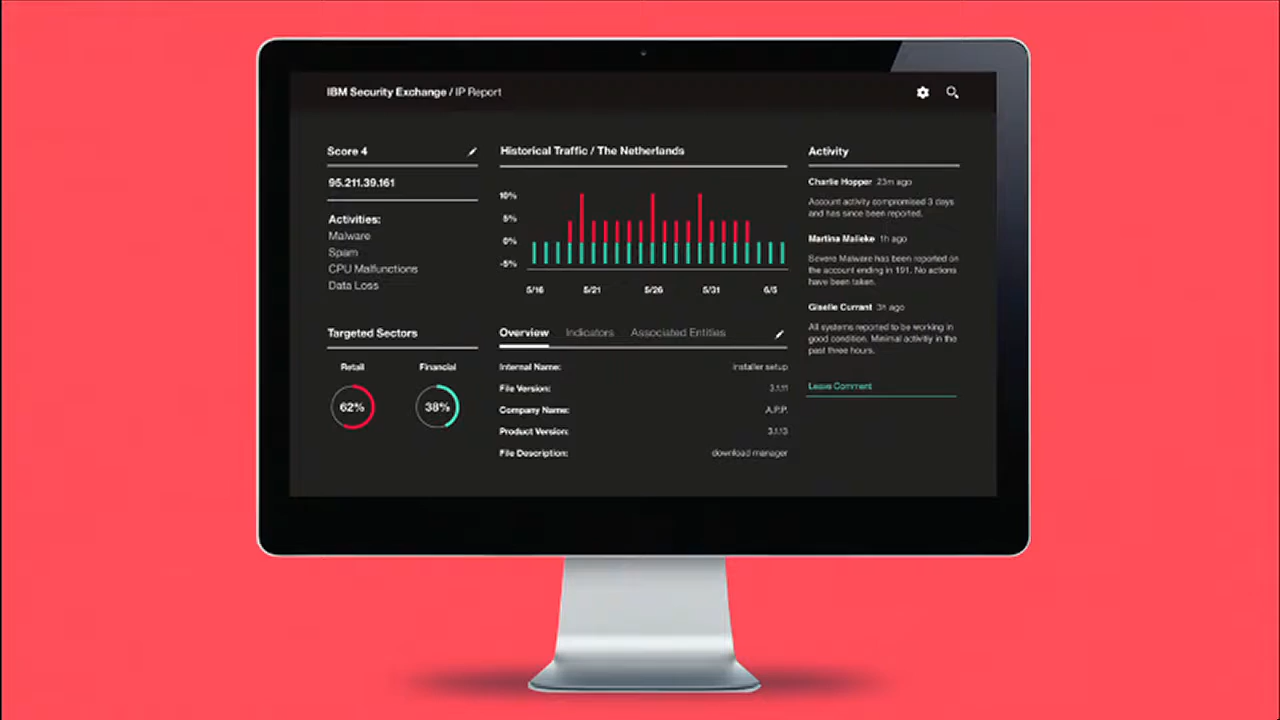 IBM Security Exchange / IP Report
Score 4
95.211.39.161
Activities:
Malware
Spam
CPU Malfunctions
Data Loss
Targeted Sectors
Retail
Financial
62%
38%
Historical Traffic / The Netherlands
10%
5%
0%
-5%
5/16
5/21
5/26
5/31
6/5
Overview
Indicators
Associated Entities
Internal Name:
Installer setup
File Version:
3.1.11
Company Name:
A.P.P.
Product Version:
3.1.13
File Description:
download manager
Activity
Charlie Hopper 23m ago
Account activity compromised 3 days
and has since been reported.
Martina Malieke 1h ago
Severe Malware has been reported on
the account ending in 191. No actions
have been taken.
Giselle Currant 3h ago
All systems reported to be working in
good condition. Minimal activitiy in the
past three hours.
Leave Comment